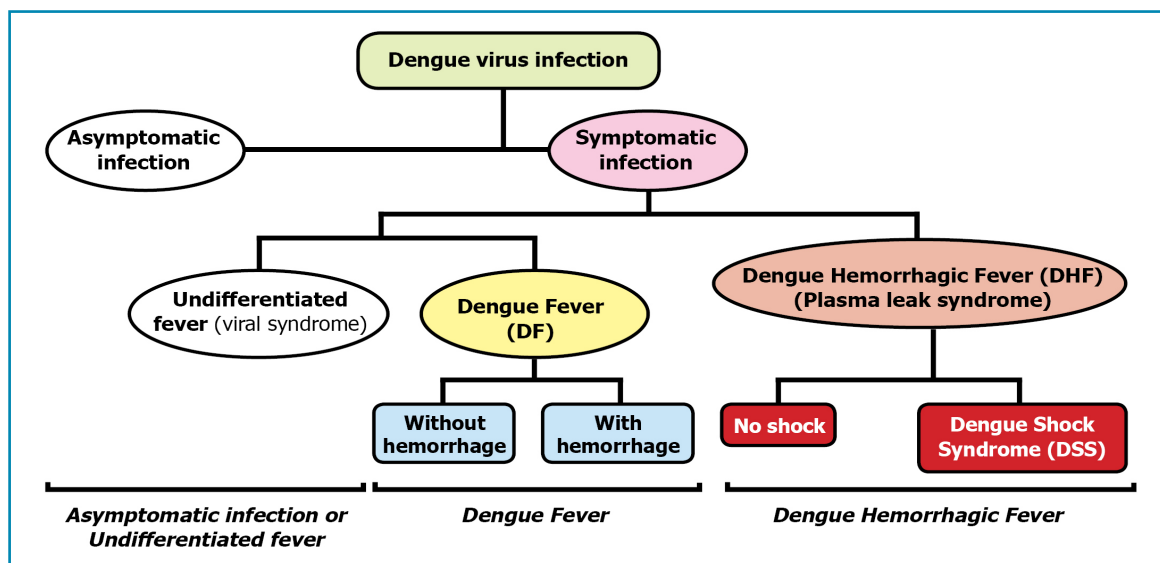 Dengue virus infection
Asymptomatic
infection
Symptomatic
infection
Undifferentiated
fever (viral syndrome)
Dengue Fever
(DF)
Dengue Hemorrhagic Fever (DHF)
(Plasma leak syndrome)
Without
hemorrhage
With
hemorrhage
No shock
Dengue Shock
Syndrome (DSS)
Asymptomatic infection or
Undifferentiated fever
Dengue Fever
Dengue Hemorrhagic Fever